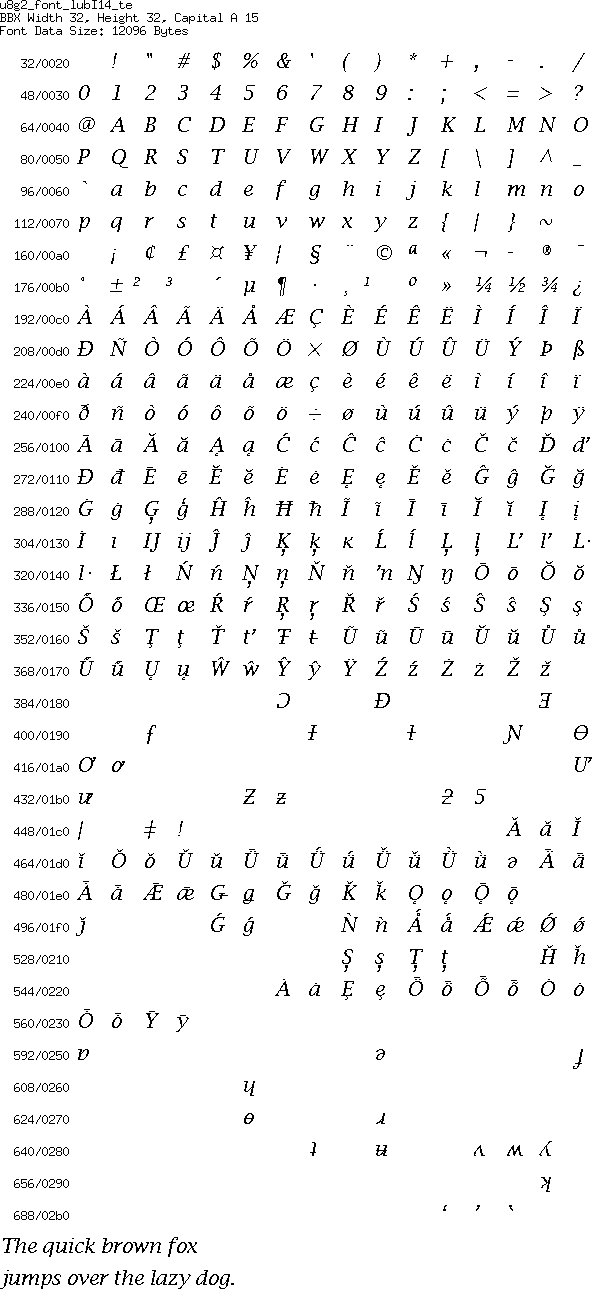 u8g2_font_lubI14_te
BBX Width 32, Height 32, Capital A 15
Font Data Size: 12096 Bytes
32/0020 ! " # $ % & ' ( ) * + , - . /
48/0030 0 1 2 3 4 5 6 7 8 9 : ; < = > ?
64/0040 @ A B C D E F G H I J K L M N O
80/0050 P Q R S T U V W X Y Z [ \ ] ^ _
96/0060 ` a b c d e f g h i j k l m n o
112/0070 p q r s t u v w x y z { | } ~
160/00a0 ¡ ¢ £ ¤ ¥ ¦ § ¨ © ª « ¬ - ® ¯
176/00b0 ° ± ² ³ ´ µ ¶ · ¸ ¹ º » ¼ ½ ¾ ¿
192/00c0 À Á Â Ã Ä Å Æ Ç È É Ê Ë Ì Í Î Ï
208/00d0 Ð Ñ Ò Ó Ô Õ Ö × Ø Ù Ú Û Ü Ý Þ ß
224/00e0 à á â ã ä å æ ç è é ê ë ì í î ï
240/00f0 ð ñ ò ó ô õ ö ÷ ø ù ú û ü ý þ ÿ
256/0100 Ā ā Ă ă Ą ą Ć ć Ĉ ĉ Ċ ċ Č č Ď ď
272/0110 Đ đ Ē ē Ĕ ĕ Ė ė Ę ę Ě ě Ĝ ĝ Ğ ğ
288/0120 Ġ ġ Ģ ģ Ĥ ĥ Ħ ħ Ĩ ĩ Ī ī Ĭ ĭ Į į
304/0130 İ ı Ĳ ĳ Ĵ ĵ Ķ ķ ĸ Ĺ ĺ Ļ ļ Ľ ľ Ŀ
320/0140 ŀ Ł ł Ń ń Ņ ņ Ň ň ŉ Ŋ ŋ Ō ō Ŏ ŏ
336/0150 Ő ő Œ œ Ŕ ŕ Ŗ ŗ Ř ř Ś ś Ŝ ŝ Ş ş
352/0160 Š š Ţ ţ Ť ť Ŧ ŧ Ũ ũ Ū ū Ŭ ŭ Ů ů
368/0170 Ű ű Ų ų Ŵ ŵ Ŷ ŷ Ÿ Ź ź Ż ż Ž ž
384/0180 Ɔ Ɖ Ǝ
400/0190 ƒ Ɨ ƚ Ɲ Ɵ
416/01a0 Ơ ơ Ư
432/01b0 ư Ƶ ƶ ƻ 5
448/01c0 ǀ ǂ ǃ Ǎ ǎ Ǐ
464/01d0 ǐ Ǒ ǒ Ǔ ǔ Ǖ ǖ Ǘ ǘ Ǚ ǚ Ǜ ǜ ǝ Ǟ ǟ
480/01e0 Ǡ ǡ Ǣ ǣ Ǥ ǥ Ǧ ǧ Ǩ ǩ Ǫ ǫ Ǭ ǭ
496/01f0 ǰ Ǵ ǵ Ǹ ǹ Ǻ ǻ Ǽ ǽ Ǿ ǿ
528/0210 Ș ș Ț ț Ȟ ȟ
544/0220 Ȧ ȧ Ȩ ȩ Ȫ ȫ Ȭ ȭ Ȯ ȯ
560/0230 Ȱ ȱ Ȳ ȳ
592/0250 ɒ ə ɟ
608/0260 ɥ
624/0270 ɵ ɹ
640/0280 ʇ ʉ ʌ ʍ ʎ
656/0290 ʞ
688/02b0 ʻ ʼ ʽ
The quick brown fox
jumps over the lazy dog.